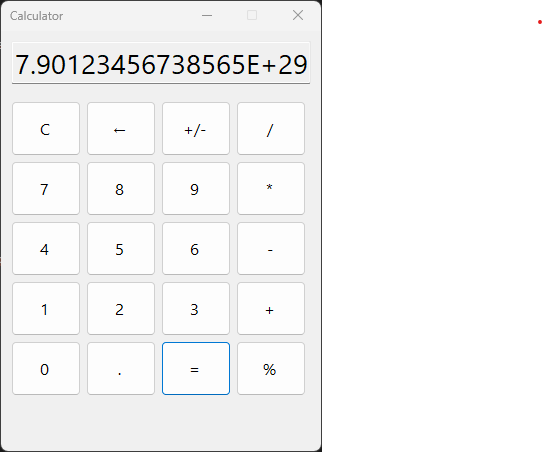 Calculator
7.90123456738565E+29
C ← +/- /
7 8 9 *
4 5 6 -
1 2 3 +
0 . = %